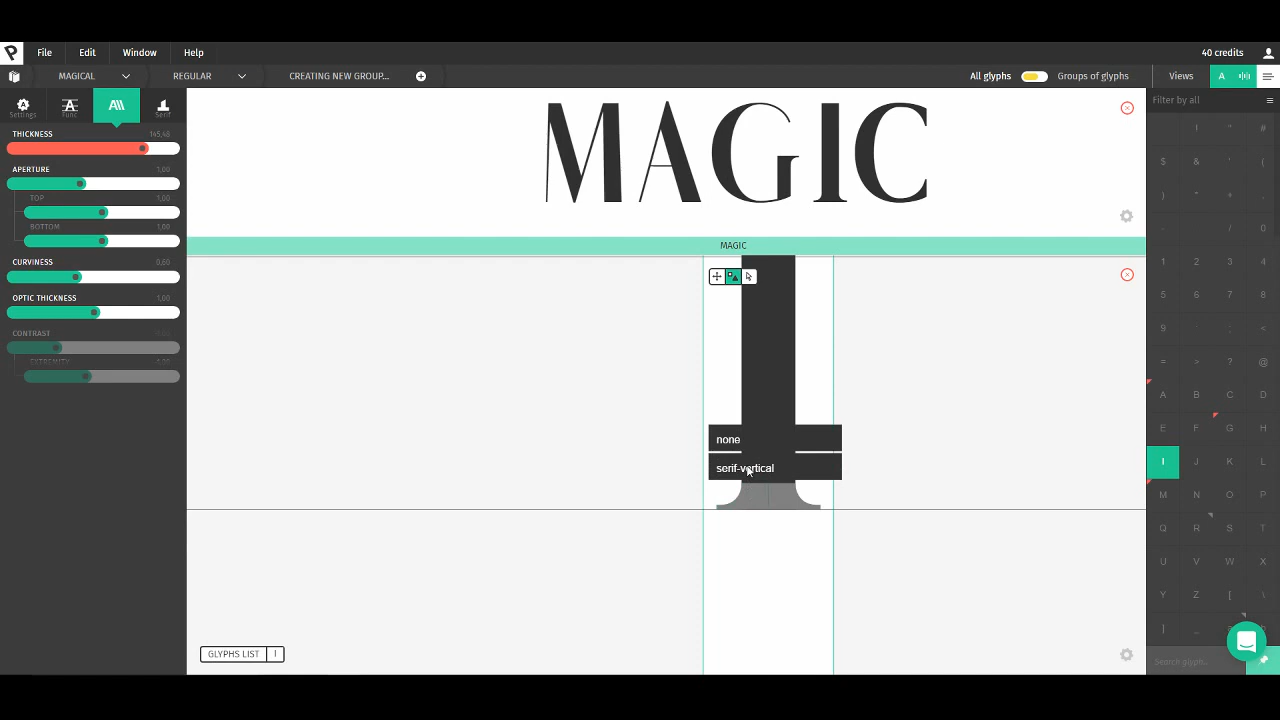 File Edit Window Help 40 credits
MAGICAL REGULAR CREATING NEW GROUP... All glyphs Groups of glyphs Views A
Settings Func Serif
Filter by all
THICKNESS 145,48
APERTURE 1,00
TOP 1,00
BOTTOM 1,00
CURVINESS 0,60
OPTIC THICKNESS 1,00
CONTRAST
EXTREMITY
MAGIC
MAGIC
none
serif-vertical
GLYPHS LIST I
! " #
$ & ' (
) * + ,
- . / 0
1 2 3 4
5 6 7 8
9 : ; <
= > ? @
A B C D
E F G H
I J K L
M N O P
Q R S T
U V W X
Y Z [ \
] _
Search glyph...